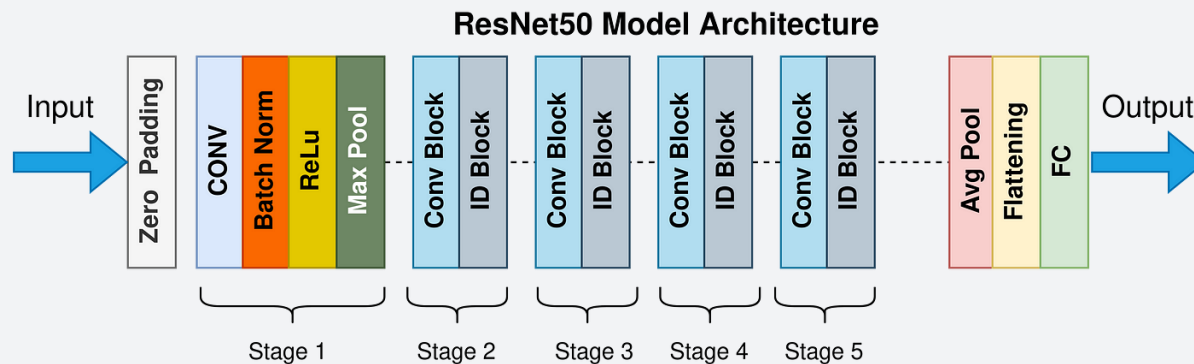 ResNet50 Model Architecture
Input
Zero Padding
CONV
Batch Norm
ReLu
Max Pool
Conv Block
ID Block
Conv Block
ID Block
Conv Block
ID Block
Conv Block
ID Block
Avg Pool
Flattening
FC
Output
Stage 1
Stage 2
Stage 3
Stage 4
Stage 5